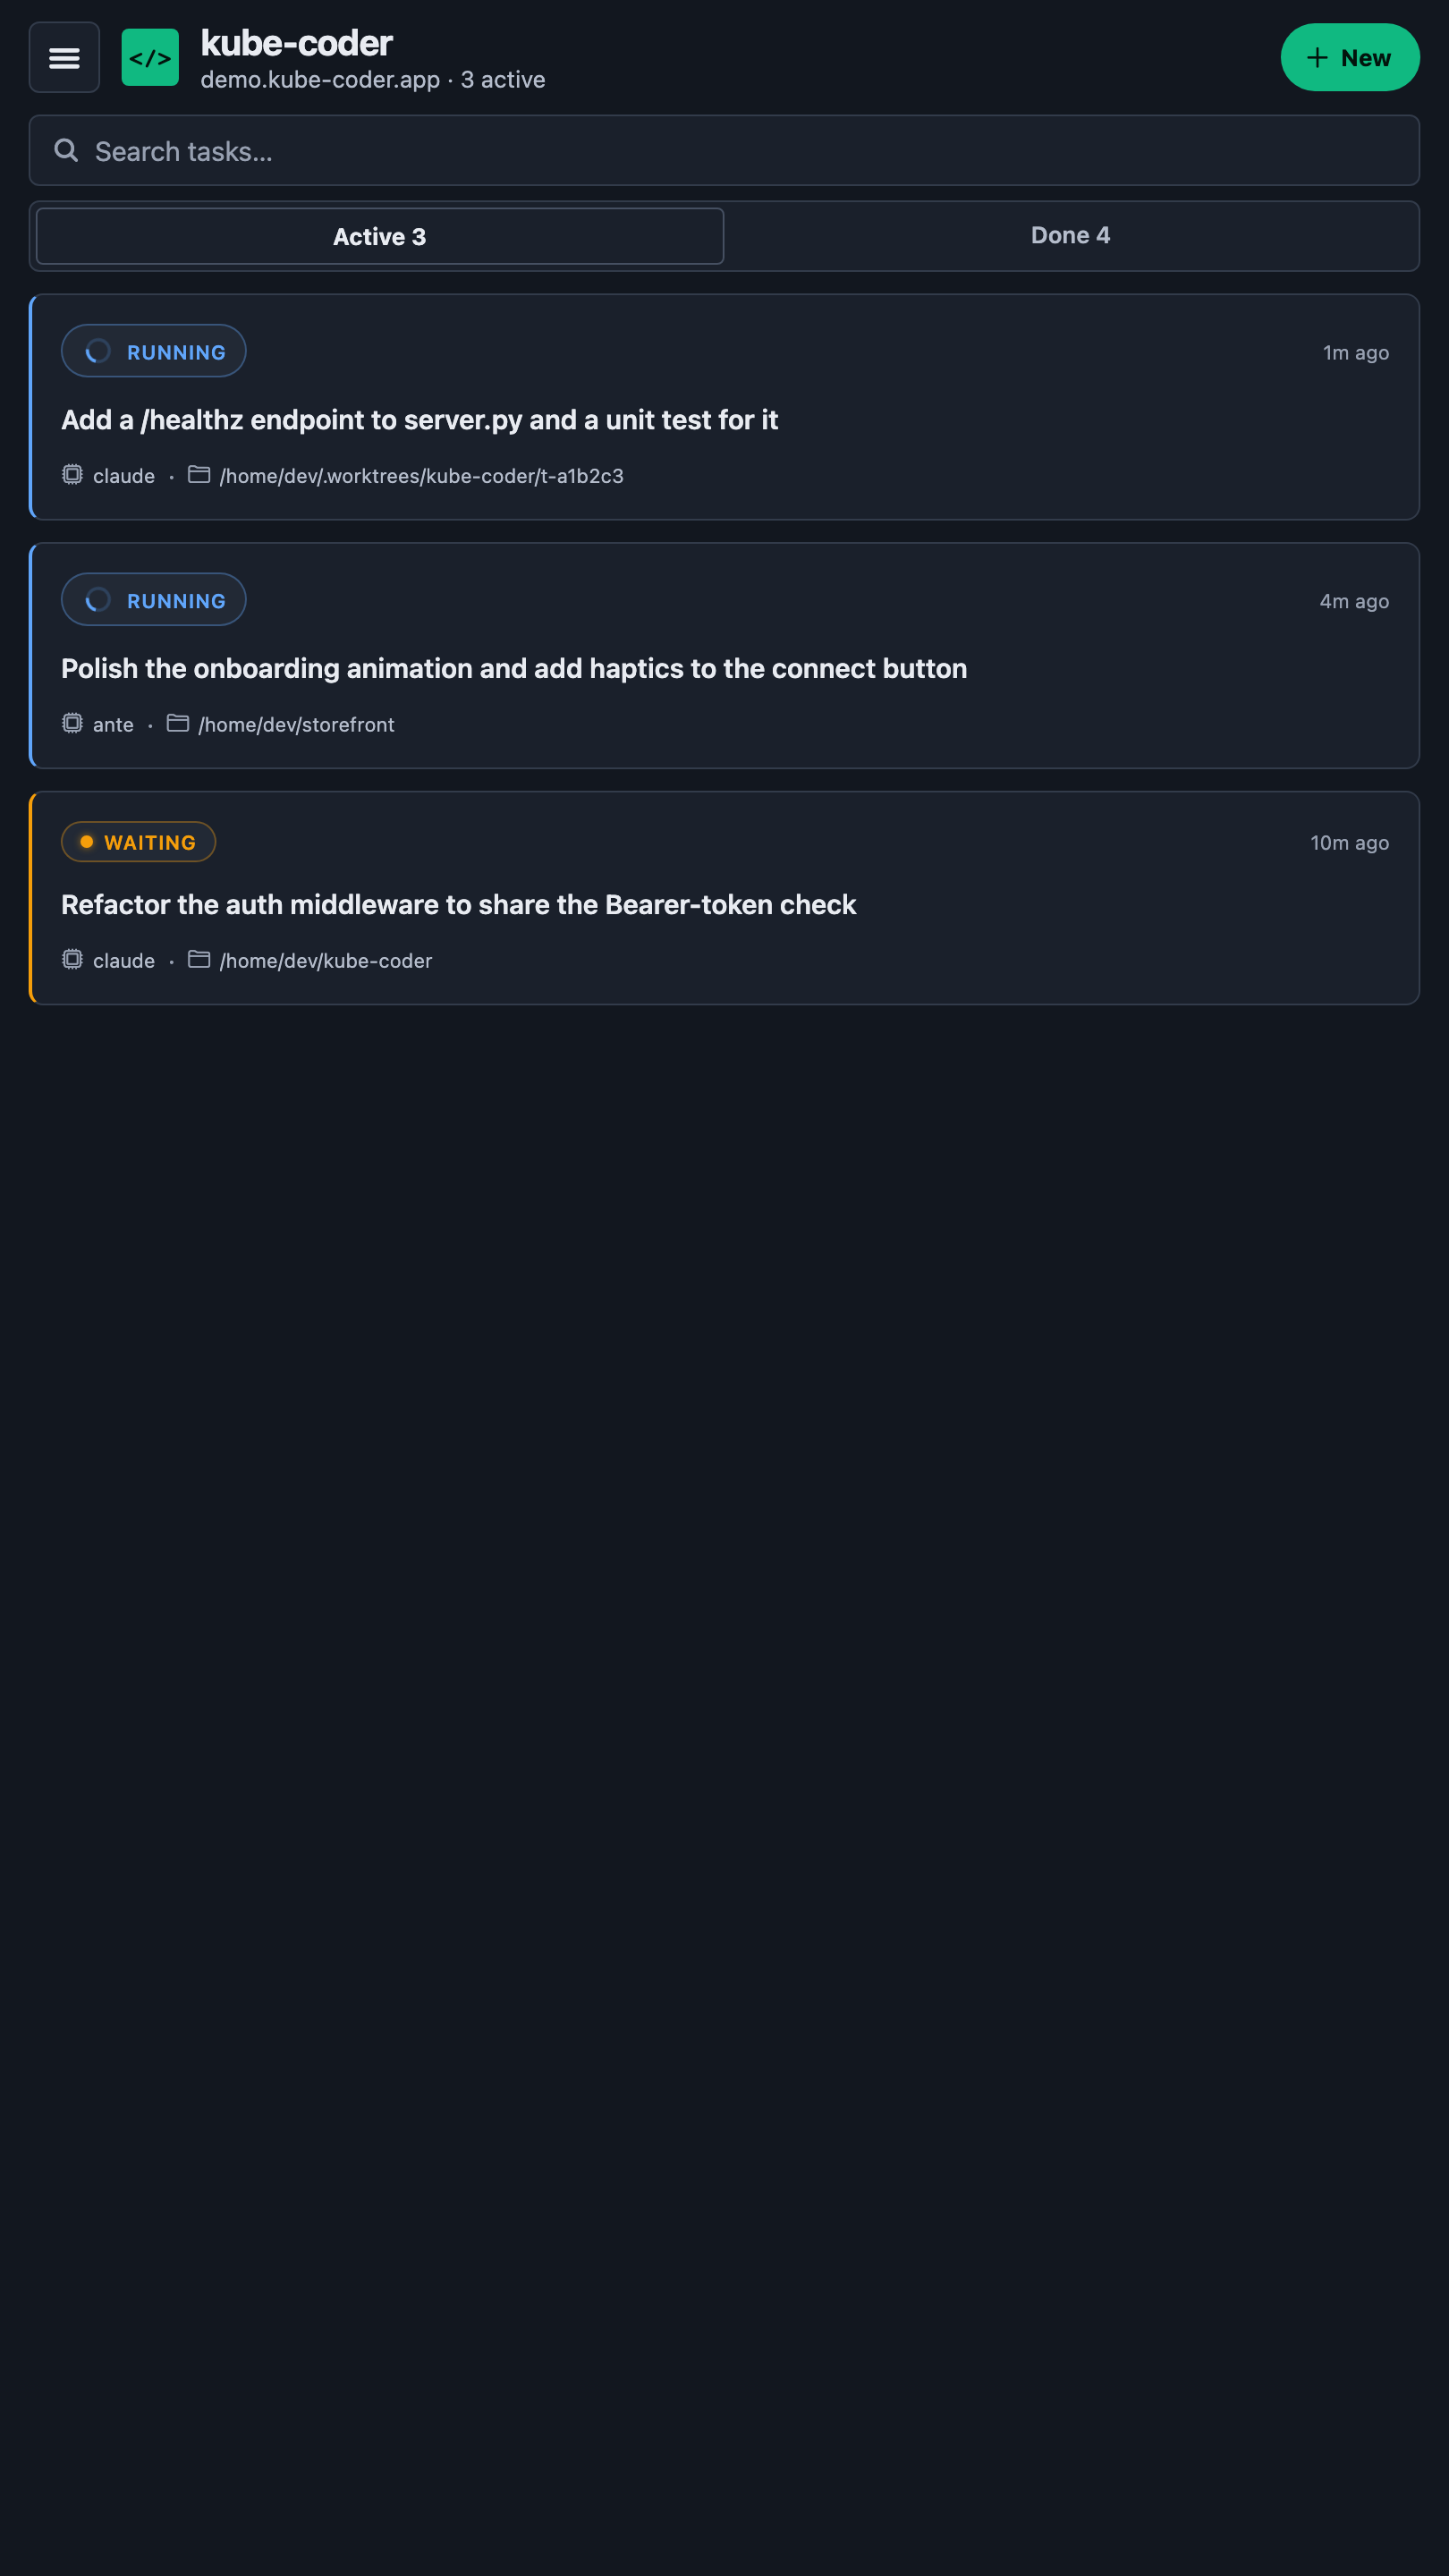 </> kube-coder
demo.kube-coder.app · 3 active
+ New
Search tasks...
Active 3
Done 4
RUNNING
1m ago
Add a /healthz endpoint to server.py and a unit test for it
claude · /home/dev/.worktrees/kube-coder/t-a1b2c3
RUNNING
4m ago
Polish the onboarding animation and add haptics to the connect button
ante · /home/dev/storefront
WAITING
10m ago
Refactor the auth middleware to share the Bearer-token check
claude · /home/dev/kube-coder